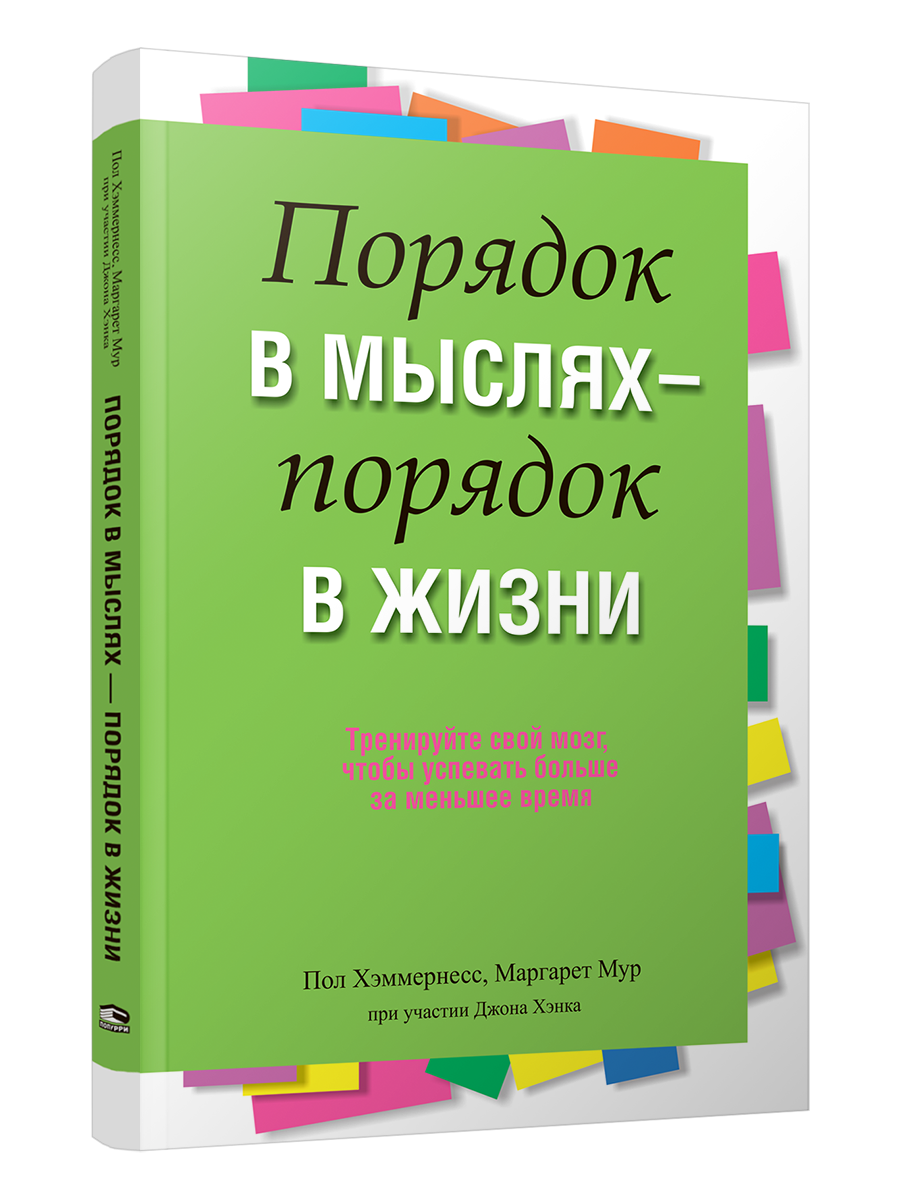 Порядок
в мыслях –
порядок
в жизни
Тренируйте свой мозг,
чтобы успевать больше
за меньшее время
Пол Хэммернесс, Маргарет Мур
при участии Джона Хэнка
Пол Хэммернесс, Маргарет Мур
при участии Джона Хэнка
ПОРЯДОК В МЫСЛЯХ — ПОРЯДОК В ЖИЗНИ
ПОПУРРИ